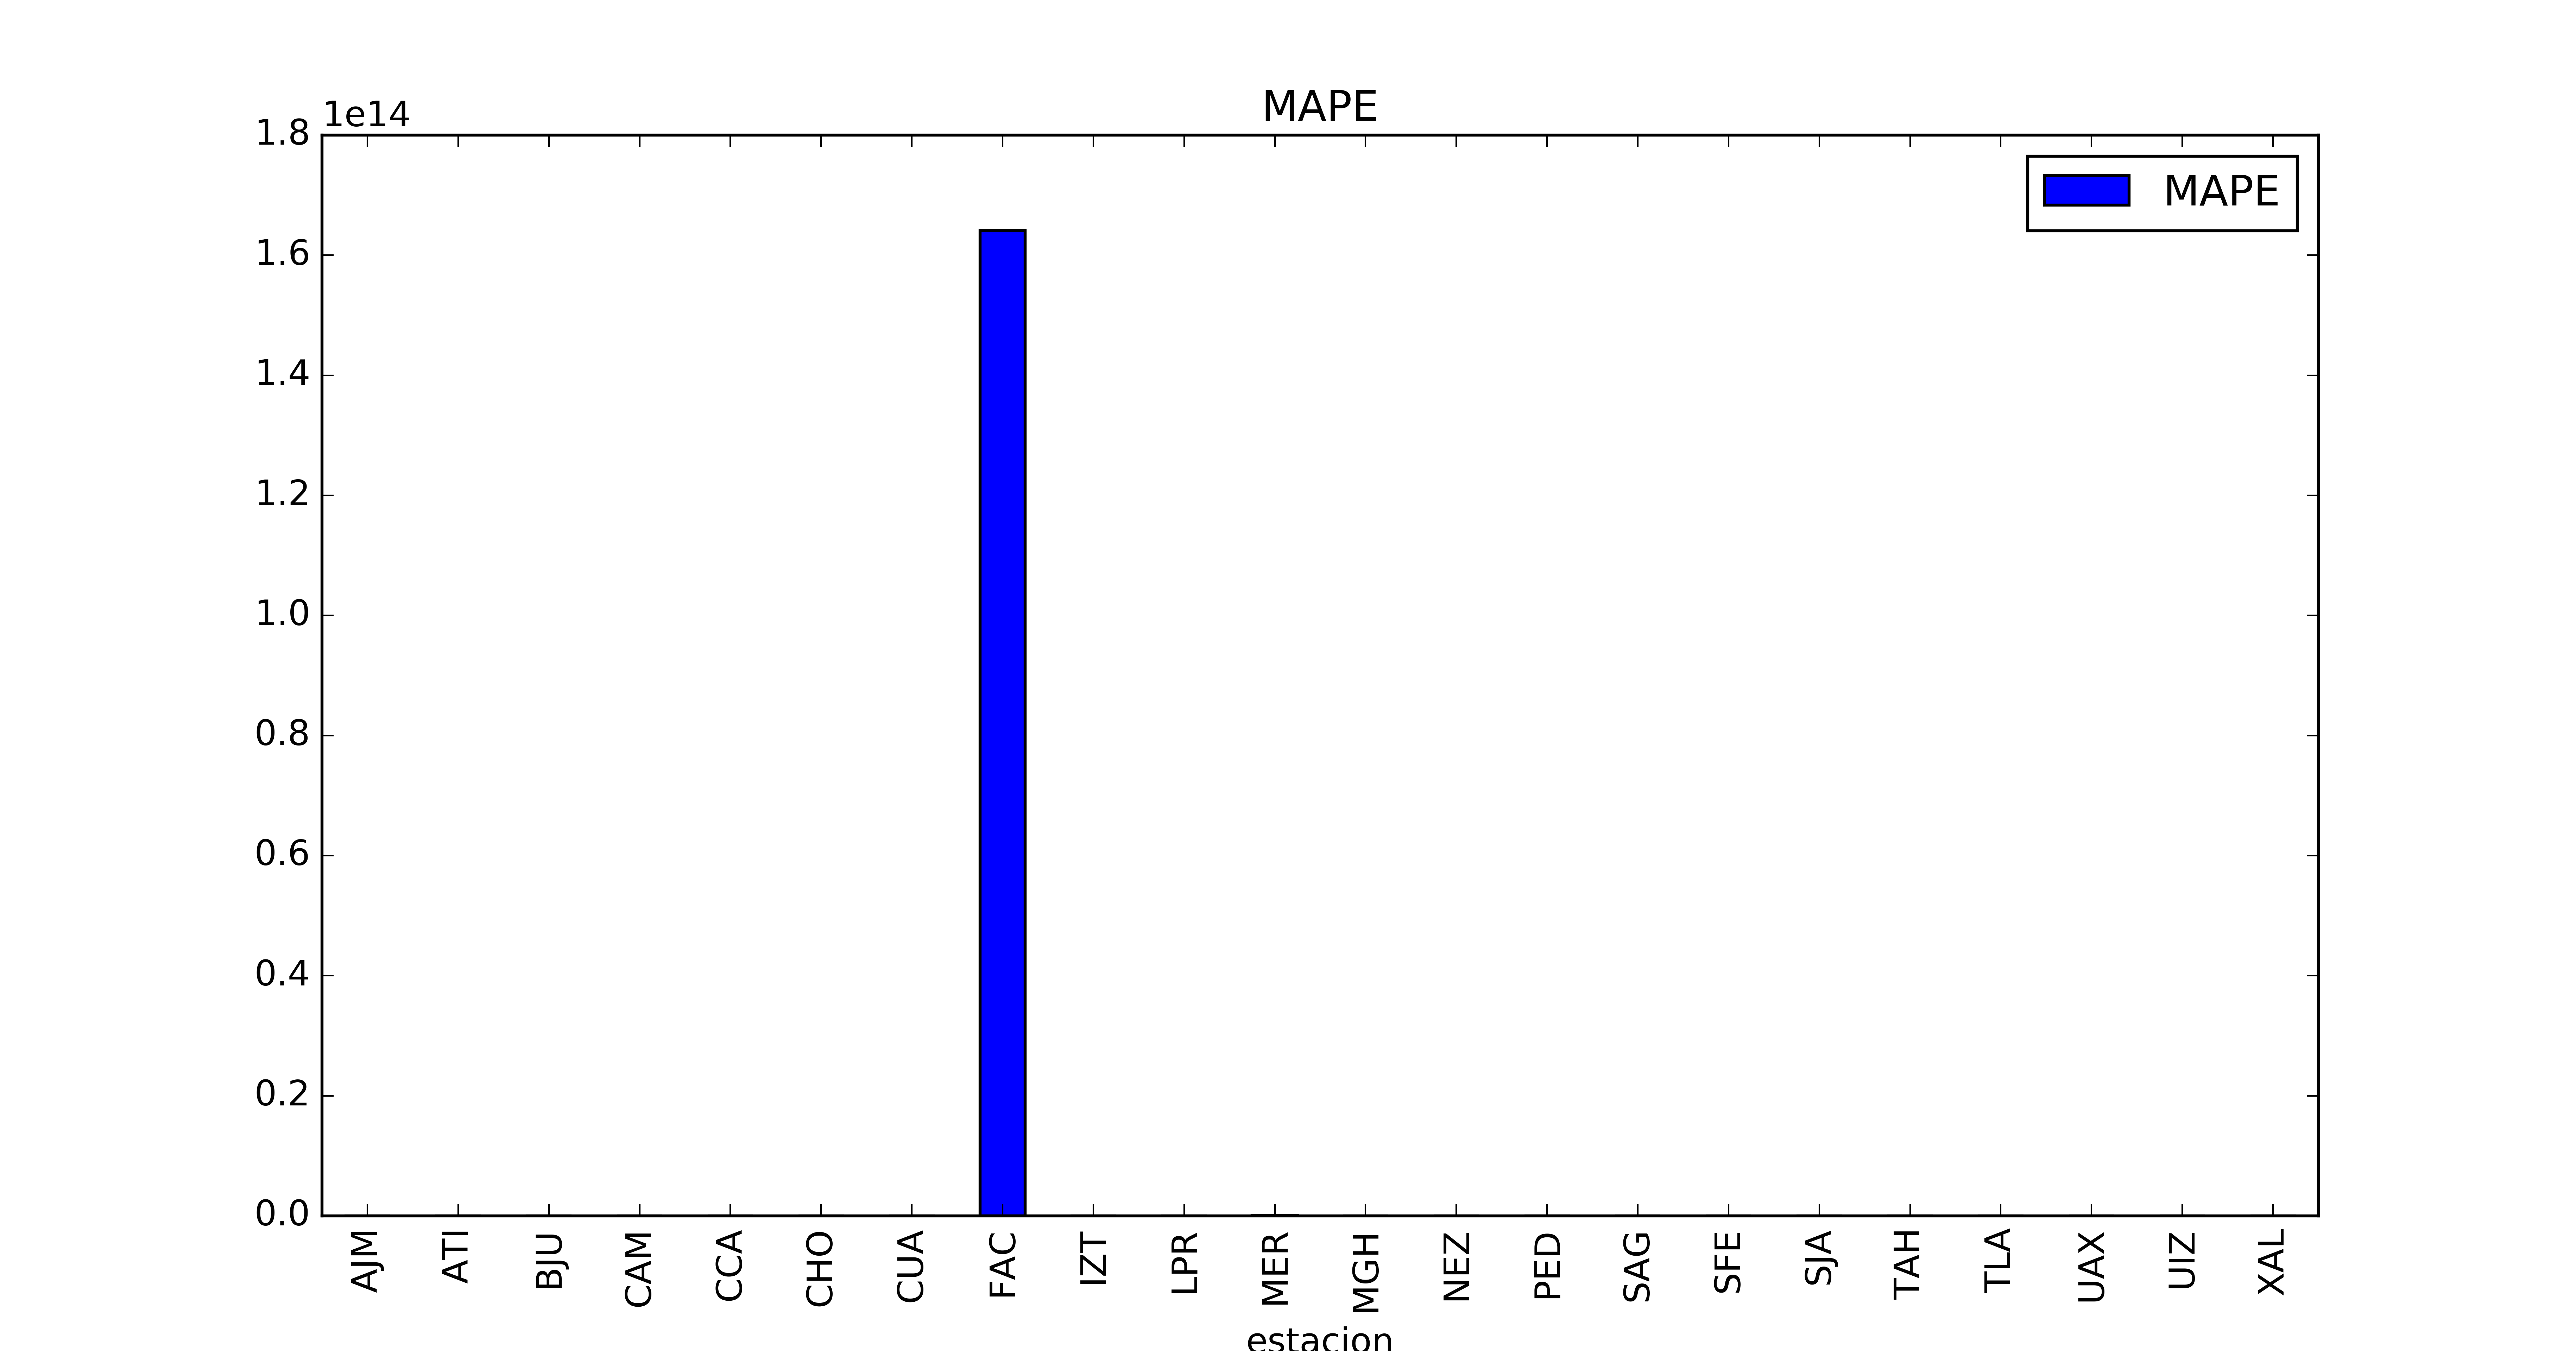 MAPE
1e14
1.8
1.6
1.4
1.2
1.0
0.8
0.6
0.4
0.2
0.0
MAPE
AJM
ATI
BJU
CAM
CCA
CHO
CUA
FAC
IZT
LPR
MER
MGH
NEZ
PED
SAG
SFE
SJA
TAH
TLA
UAX
UIZ
XAL
estacion